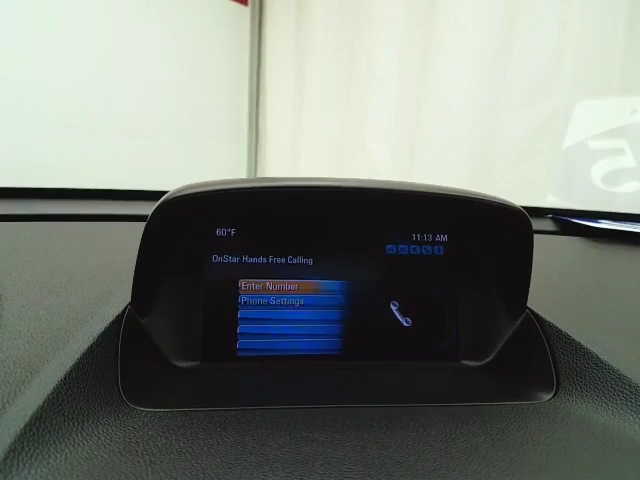 60°F
11:13 AM
OnStar Hands Free Calling
Enter Number
Phone Settings